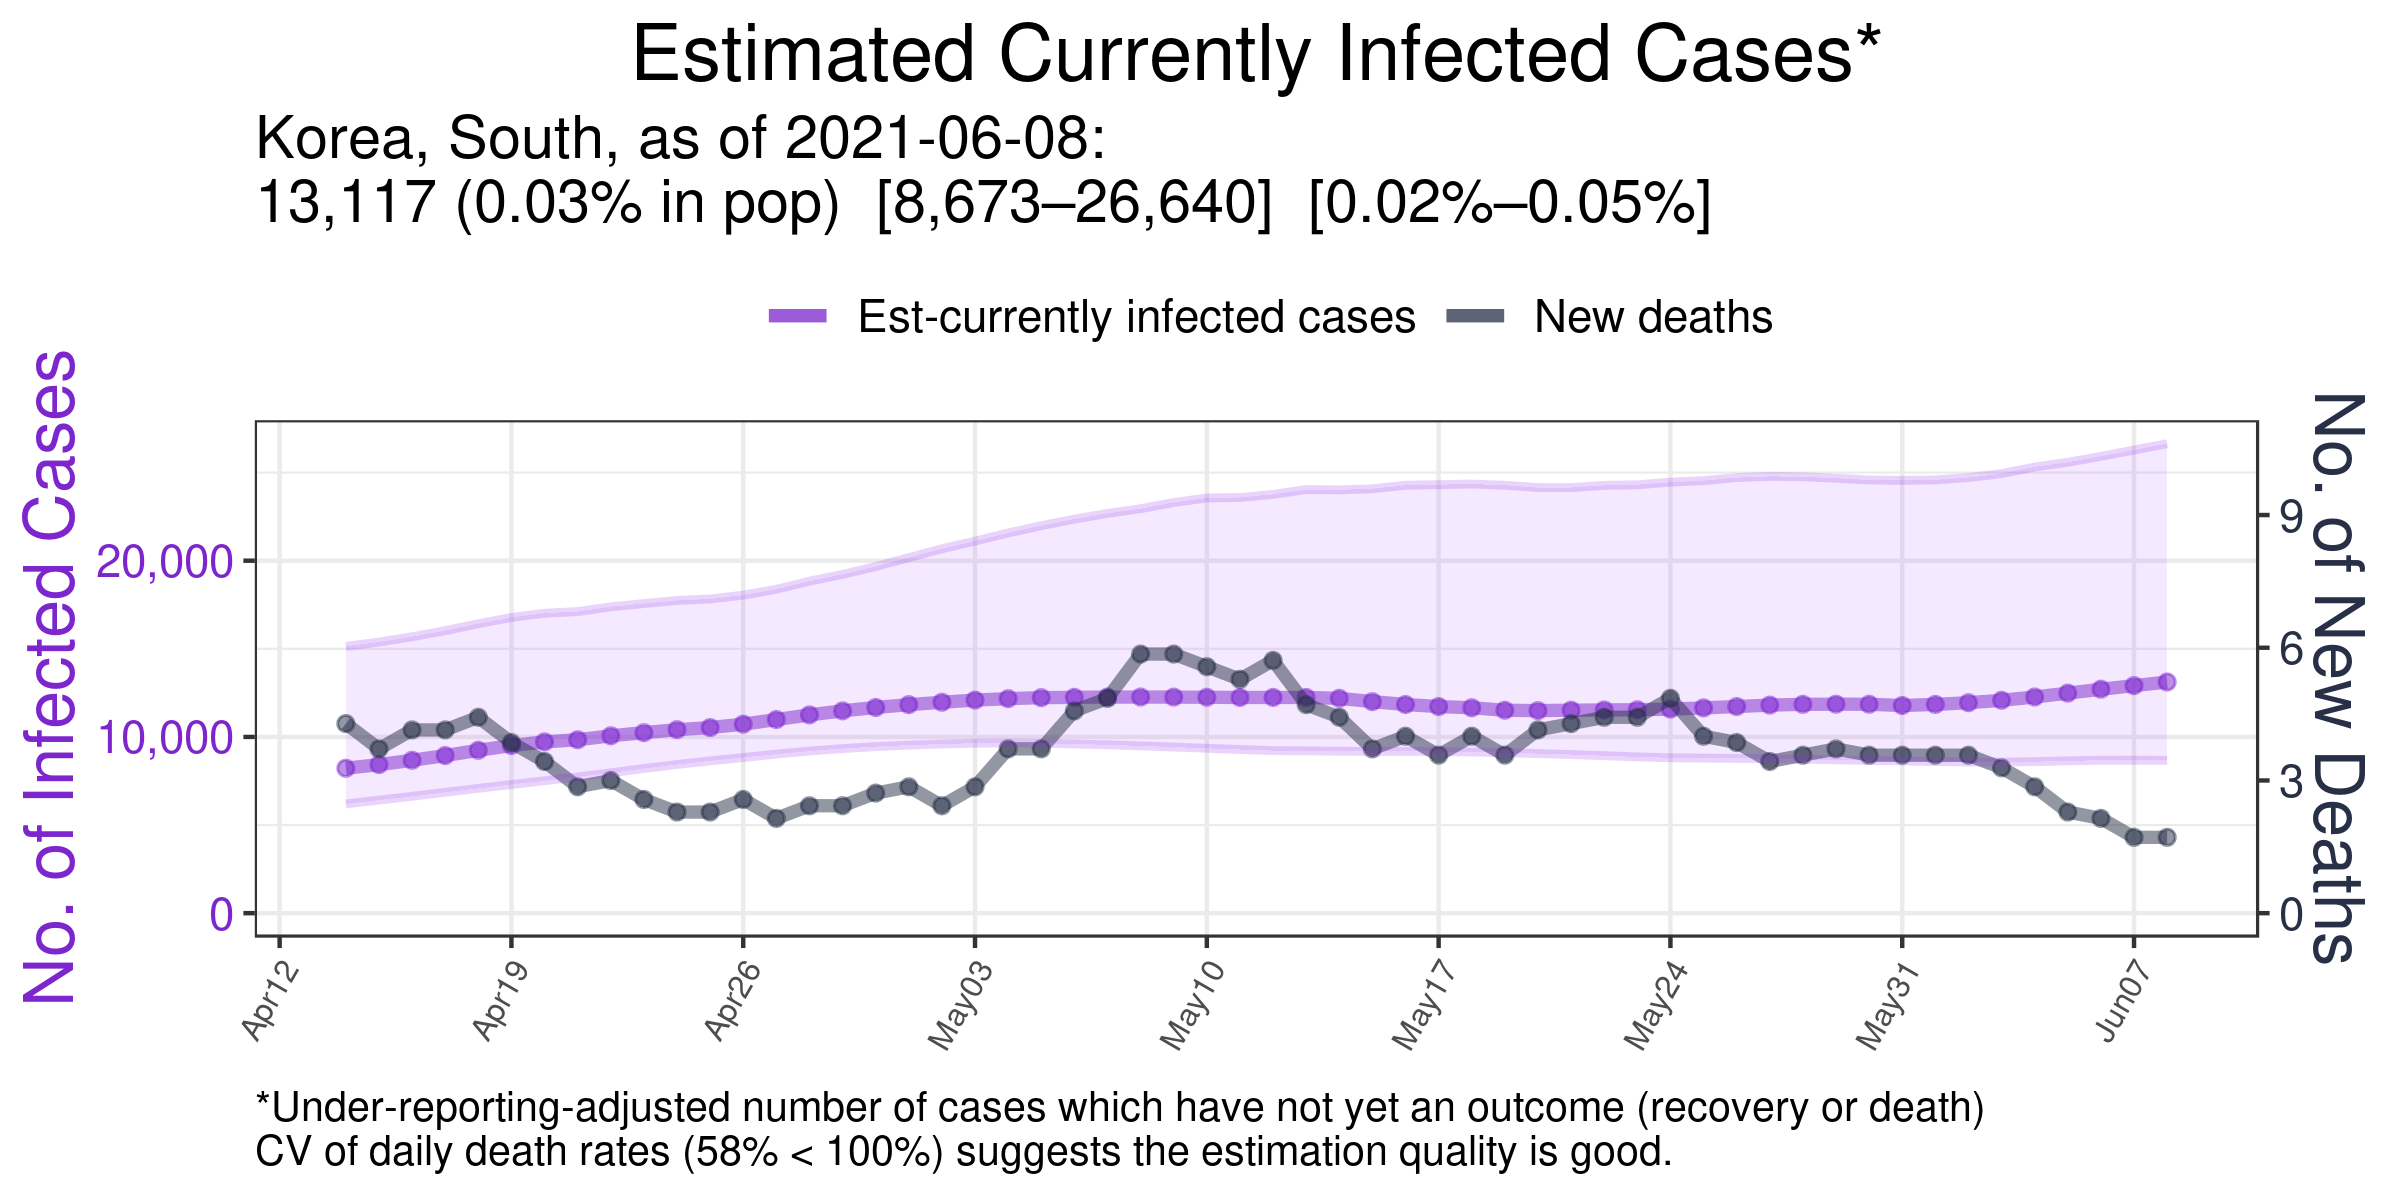 Estimated Currently Infected Cases*
Korea, South, as of 2021-06-08:
13,117 (0.03% in pop) [8,673–26,640] [0.02%–0.05%]
Est-currently infected cases
New deaths
No. of Infected Cases
20,000
10,000
0
No. of New Deaths
9
6
3
0
Apr12
Apr19
Apr26
May03
May10
May17
May24
May31
Jun07
*Under-reporting-adjusted number of cases which have not yet an outcome (recovery or death)
CV of daily death rates (58% < 100%) suggests the estimation quality is good.